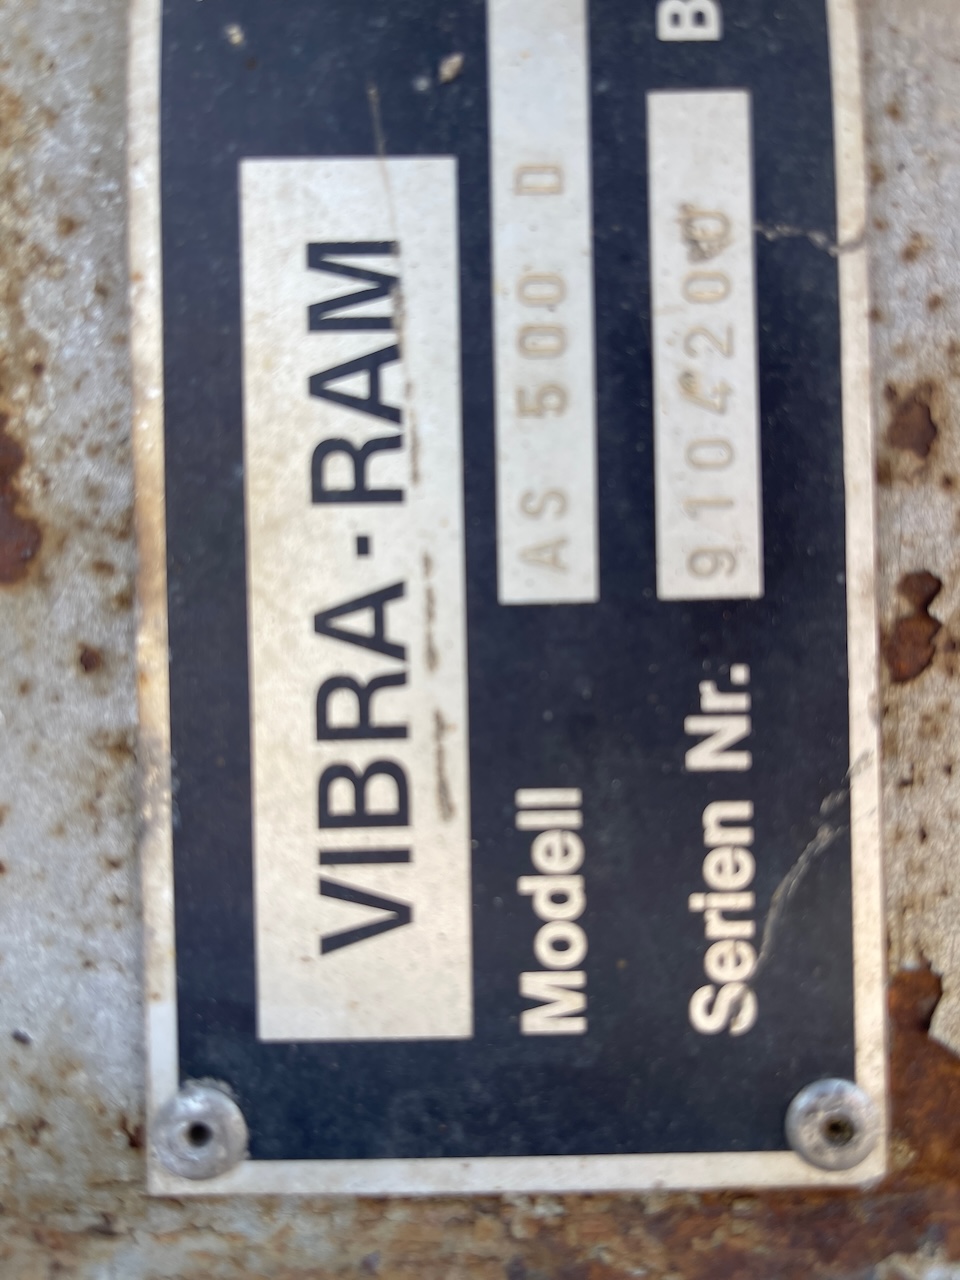 VIBRA-RAM
Modell AS 500 D
Serien Nr. 9104200 B